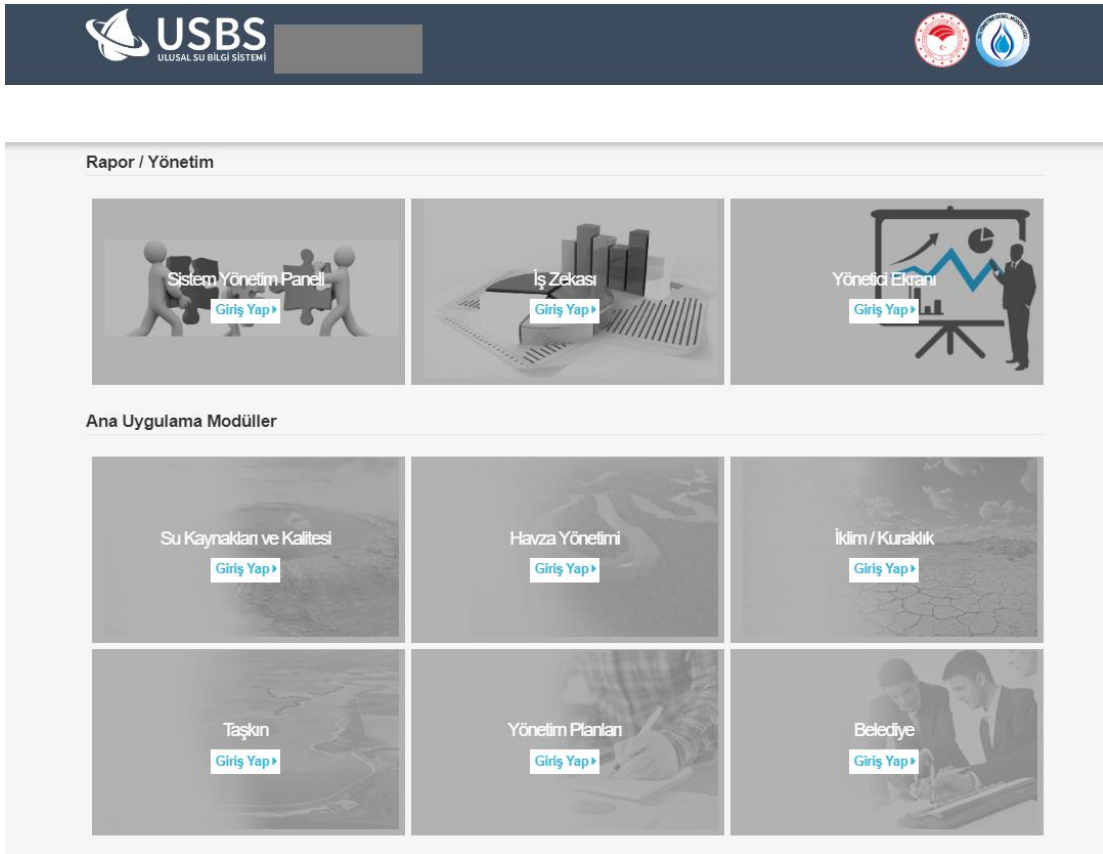 USBS
ULUSAL SU BİLGİ SİSTEMİ
Rapor / Yönetim
Sistem Yönetim Paneli
Giriş Yap
İş Zekası
Giriş Yap
Yönetici Ekranı
Giriş Yap
Ana Uygulama Modüller
Su Kaynakları ve Kalitesi
Giriş Yap
Havza Yönetimi
Giriş Yap
İklim / Kuraklık
Giriş Yap
Taşkın
Giriş Yap
Yönetim Planları
Giriş Yap
Belediye
Giriş Yap